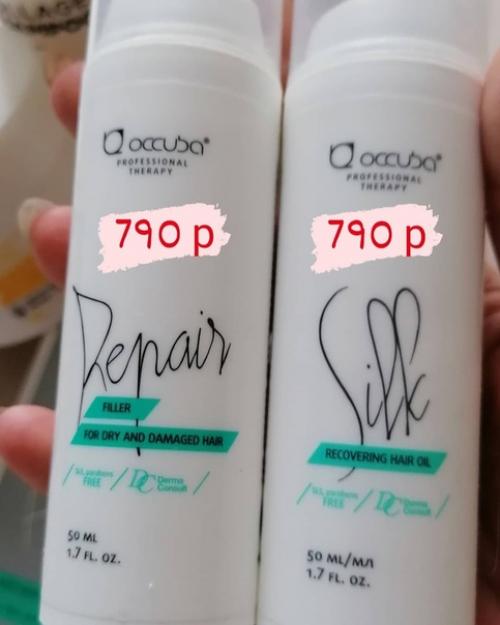 occuba®
PROFESSIONAL
THERAPY
790 р
Repair
FILLER
FOR DRY AND DAMAGED HAIR
SLS, parabens
FREE
DC Derma
Consult
50 ML
1.7 FL. OZ.
occuba®
PROFESSIONAL
THERAPY
790 р
Silk
RECOVERING HAIR OIL
SLS, parabens
FREE
DC Derma
Consult
50 ML/МЛ
1.7 FL. OZ.